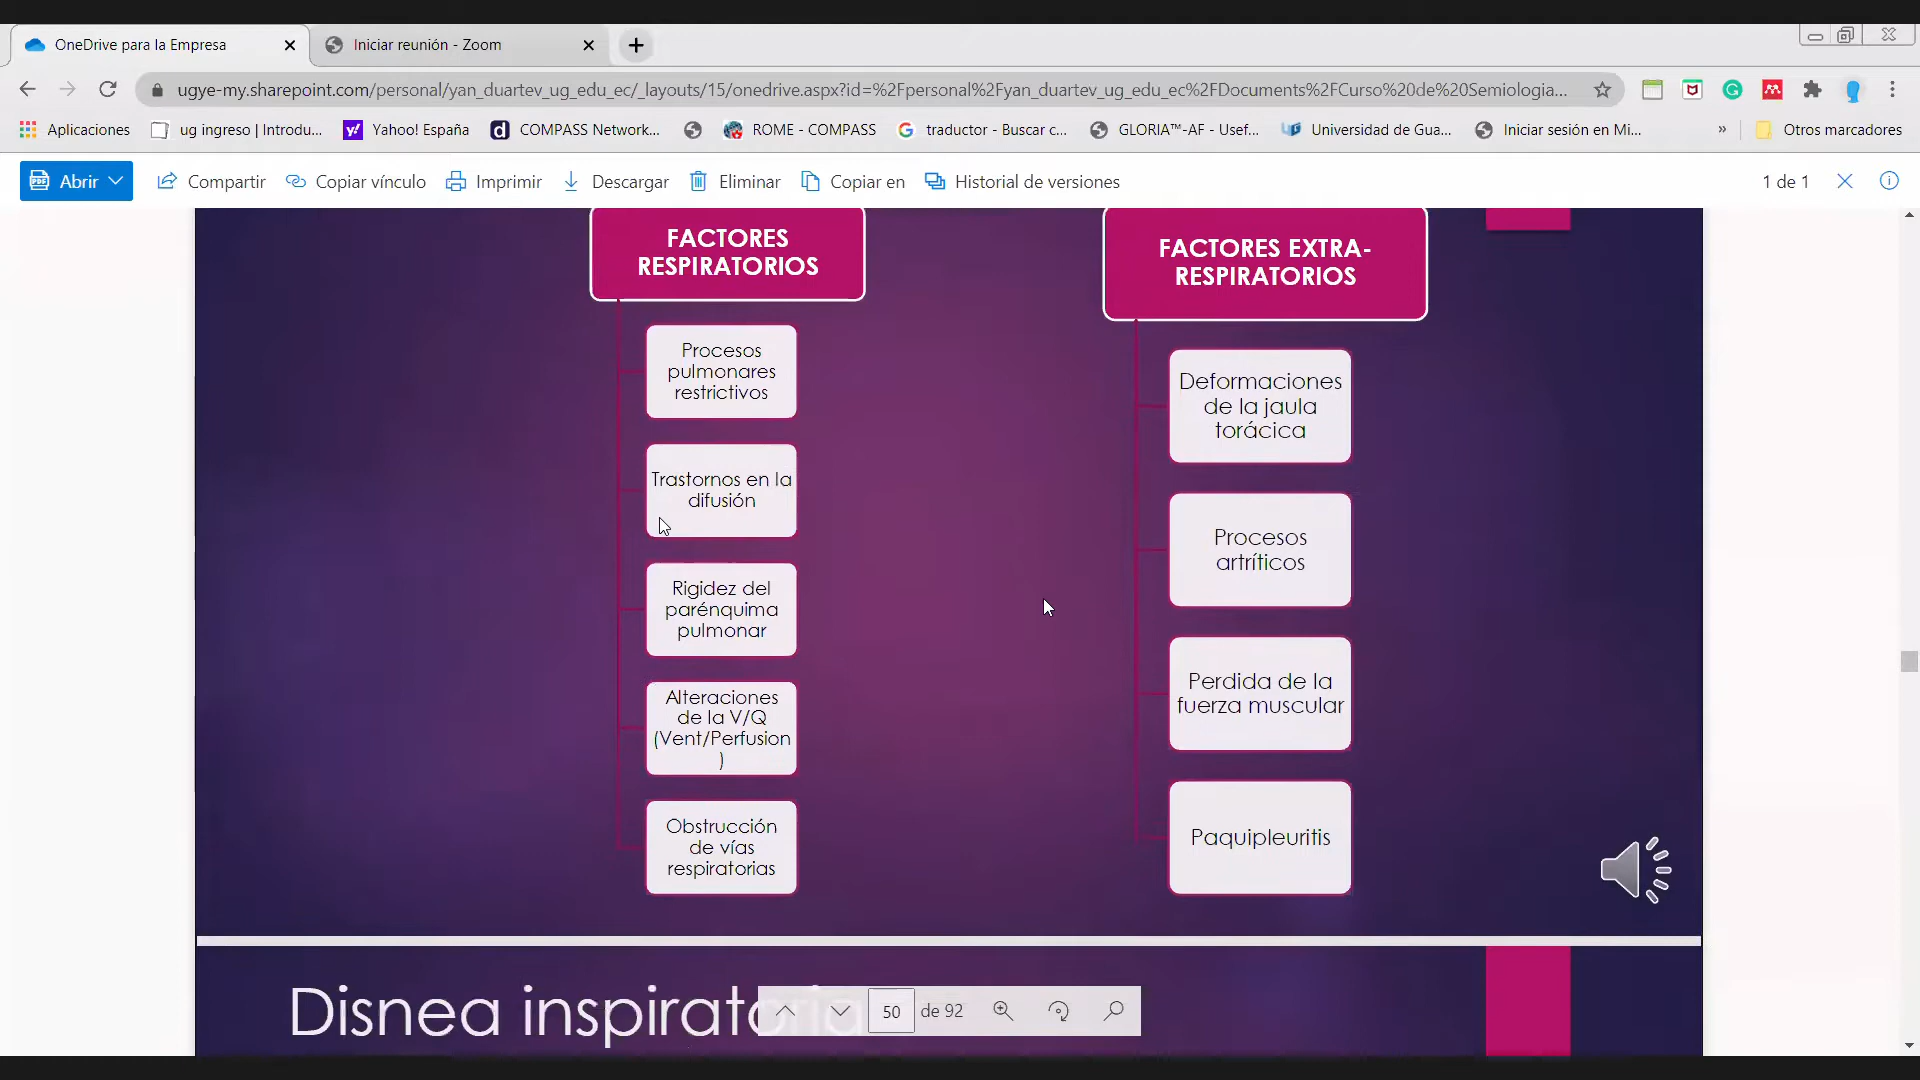 OneDrive para la Empresa
Iniciar reunión - Zoom
ugye-my.sharepoint.com/personal/yan_duartev_ug_edu_ec/_layouts/15/onedrive.aspx?id=%2Fpersonal%2Fyan_duartev_ug_edu_ec%2FDocuments%2FCurso%20de%20Semiologia...
Aplicaciones
ug ingreso | Introdu...
Yahoo! España
COMPASS Network...
ROME - COMPASS
traductor - Buscar c...
GLORIA™-AF - Usef...
Universidad de Gua...
Iniciar sesión en Mi...
»
Otros marcadores
Abrir
Compartir
Copiar vínculo
Imprimir
Descargar
Eliminar
Copiar en
Historial de versiones
1 de 1
FACTORES
RESPIRATORIOS
Procesos
pulmonares
restrictivos
Trastornos en la
difusión
Rigidez del
parénquima
pulmonar
Alteraciones
de la V/Q
(Vent/Perfusion
)
Obstrucción
de vías
respiratorias
FACTORES EXTRA-
RESPIRATORIOS
Deformaciones
de la jaula
torácica
Procesos
artríticos
Perdida de la
fuerza muscular
Paquipleuritis
Disnea inspiratoria
50 de 92